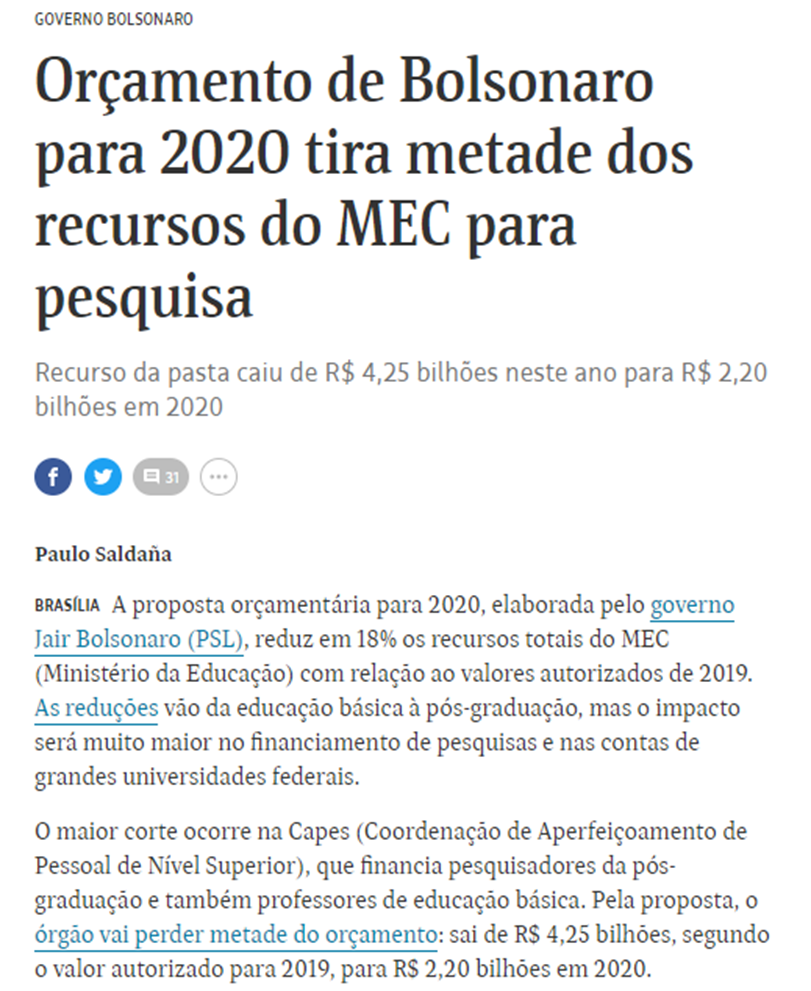 GOVERNO BOLSONARO
Orçamento de Bolsonaro
para 2020 tira metade dos
recursos do MEC para
pesquisa
Recurso da pasta caiu de R$ 4,25 bilhões neste ano para R$ 2,20
bilhões em 2020
31
Paulo Saldaña
BRASÍLIA A proposta orçamentária para 2020, elaborada pelo governo
Jair Bolsonaro (PSL), reduz em 18% os recursos totais do MEC
(Ministério da Educação) com relação ao valores autorizados de 2019.
As reduções vão da educação básica à pós-graduação, mas o impacto
será muito maior no financiamento de pesquisas e nas contas de
grandes universidades federais.
O maior corte ocorre na Capes (Coordenação de Aperfeiçoamento de
Pessoal de Nível Superior), que financia pesquisadores da pós-
graduação e também professores de educação básica. Pela proposta, o
órgão vai perder metade do orçamento: sai de R$ 4,25 bilhões, segundo
o valor autorizado para 2019, para R$ 2,20 bilhões em 2020.